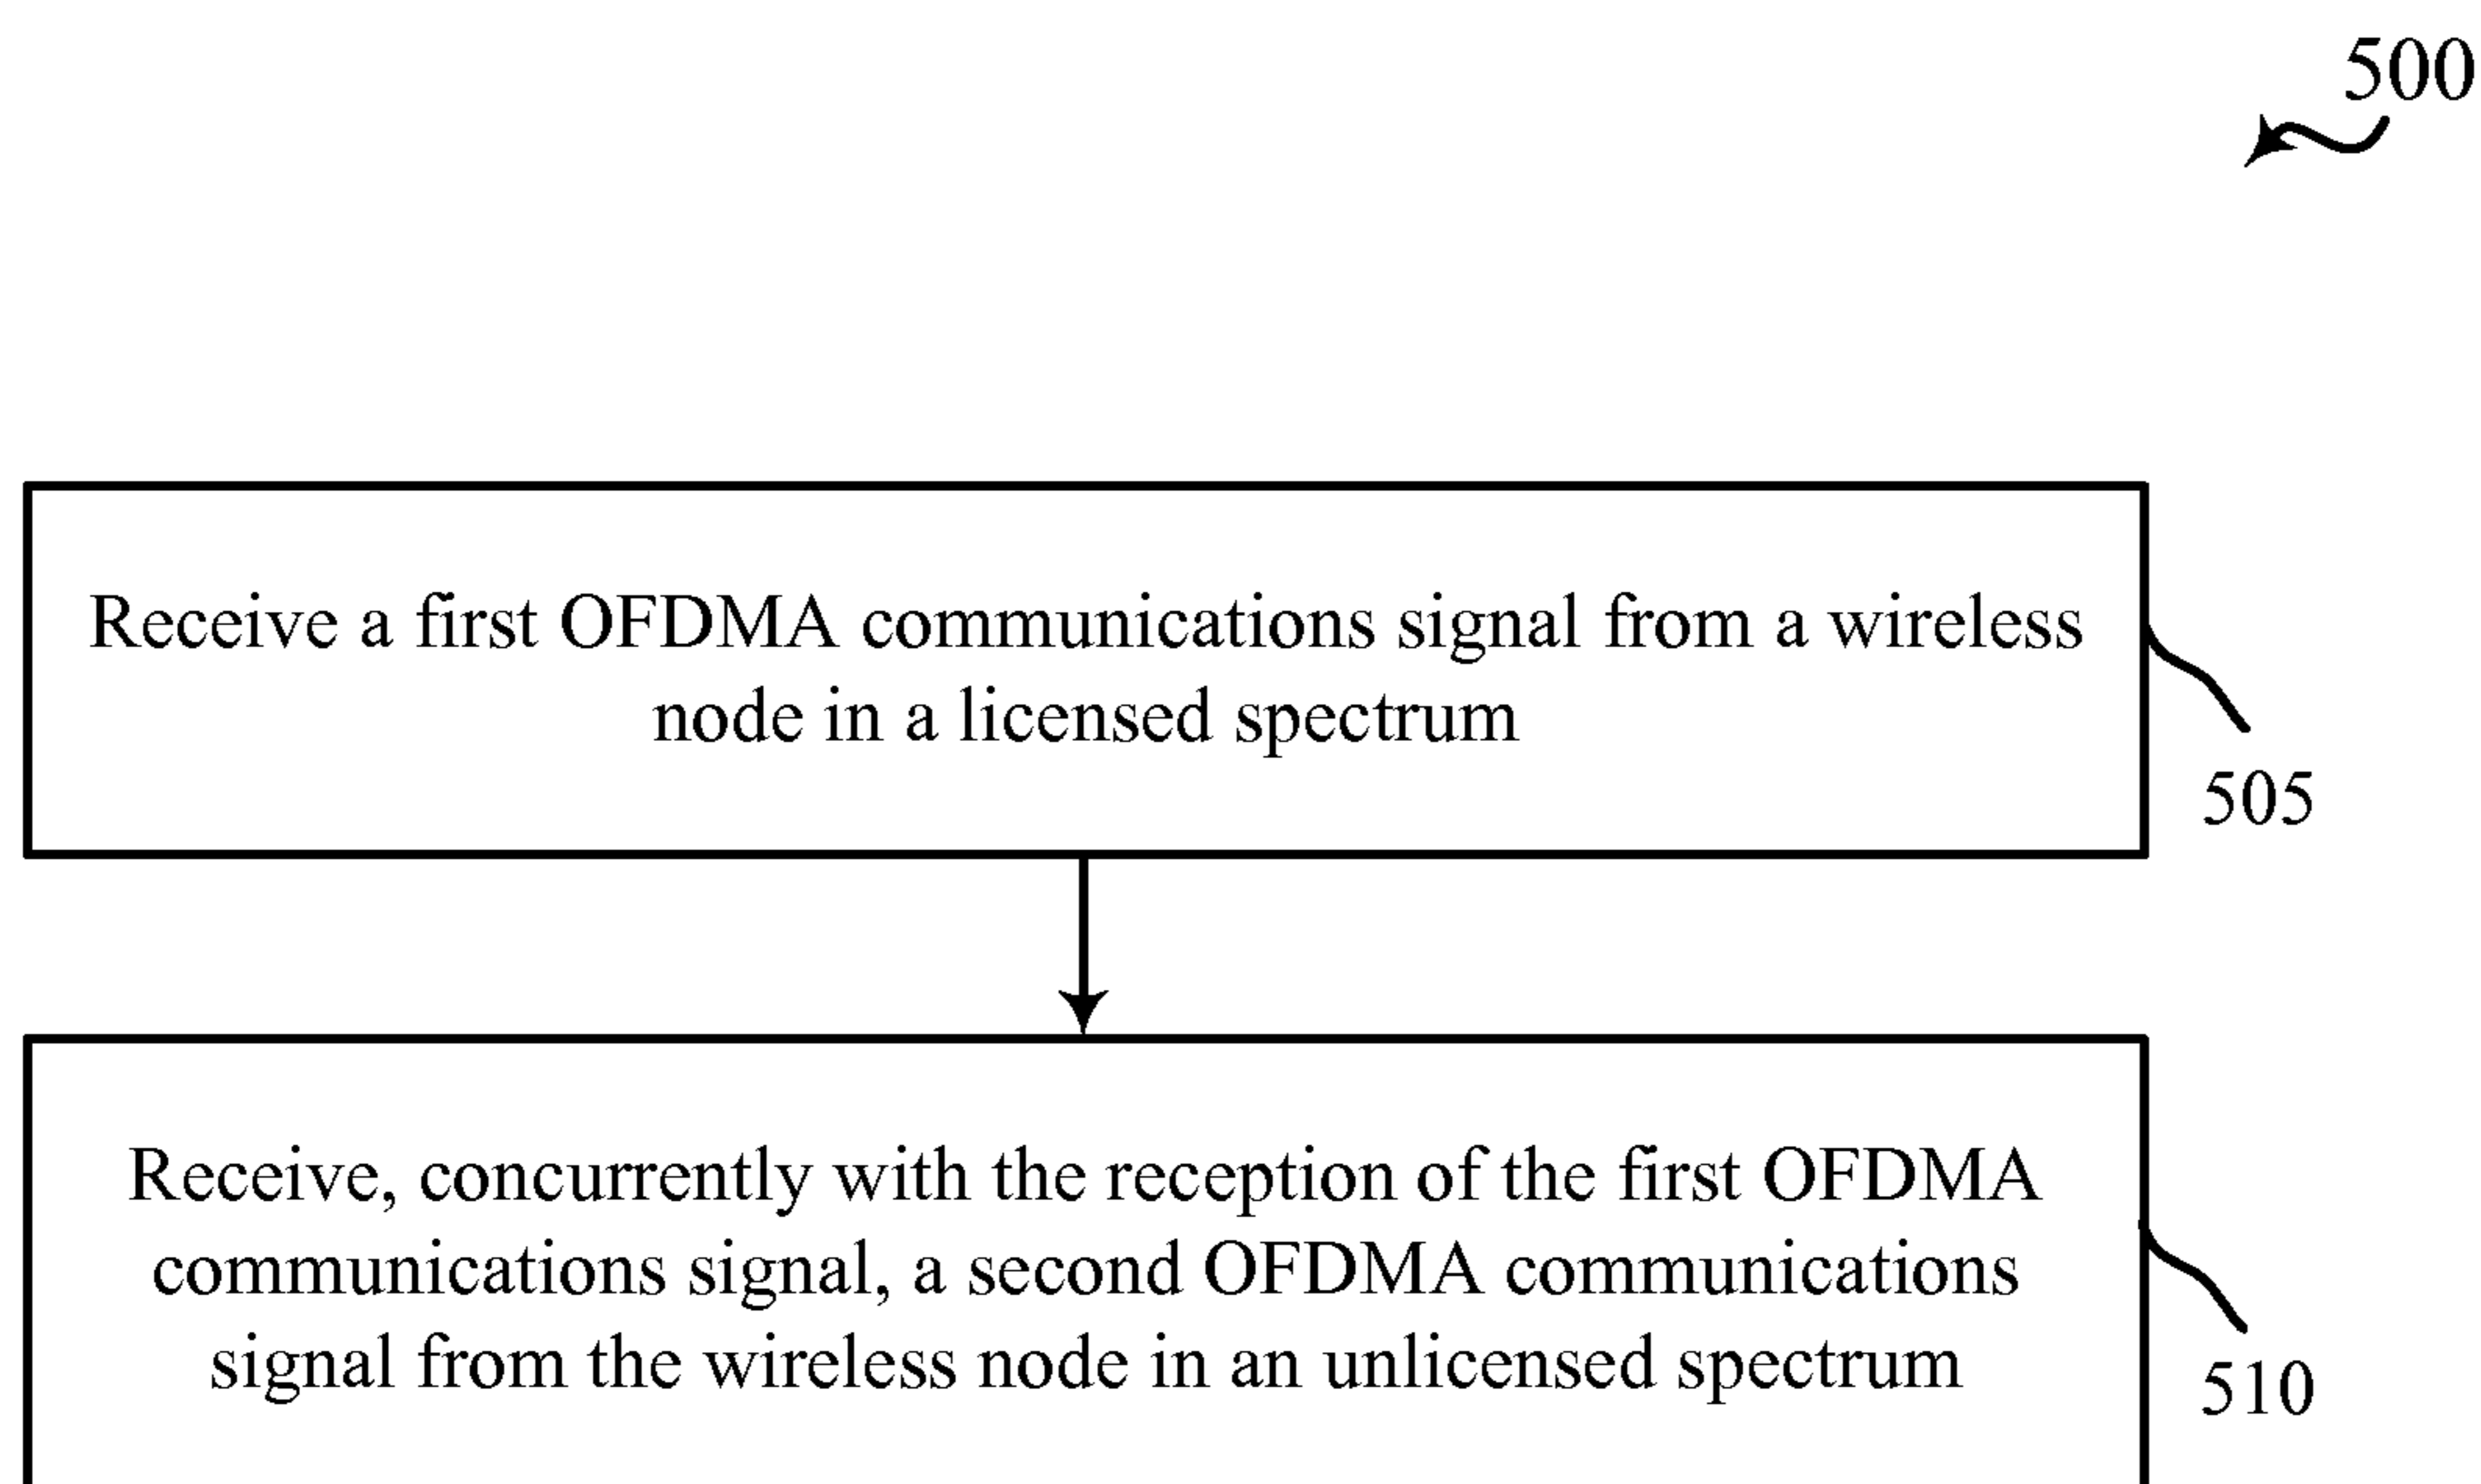 500
Receive a first OFDMA communications signal from a wireless
node in a licensed spectrum
505
Receive, concurrently with the reception of the first OFDMA
communications signal, a second OFDMA communications
signal from the wireless node in an unlicensed spectrum
510